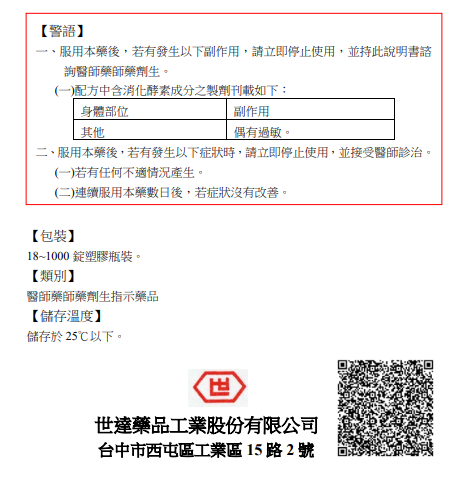 【警語】
一、服用本藥後，若有發生以下副作用，請立即停止使用，並持此說明書諮
詢醫師藥師藥劑生。
(一)配方中含消化酵素成分之製劑刊載如下：
身體部位 副作用
其他 偶有過敏。
二、服用本藥後，若有發生以下症狀時，請立即停止使用，並接受醫師診治。
(一)若有任何不適情況產生。
(二)連續服用本藥數日後，若症狀沒有改善。
【包裝】
18~1000 錠塑膠瓶裝。
【類別】
醫師藥師藥劑生指示藥品
【儲存溫度】
儲存於 25℃以下。
世
世達藥品工業股份有限公司
台中市西屯區工業區 15 路 2 號